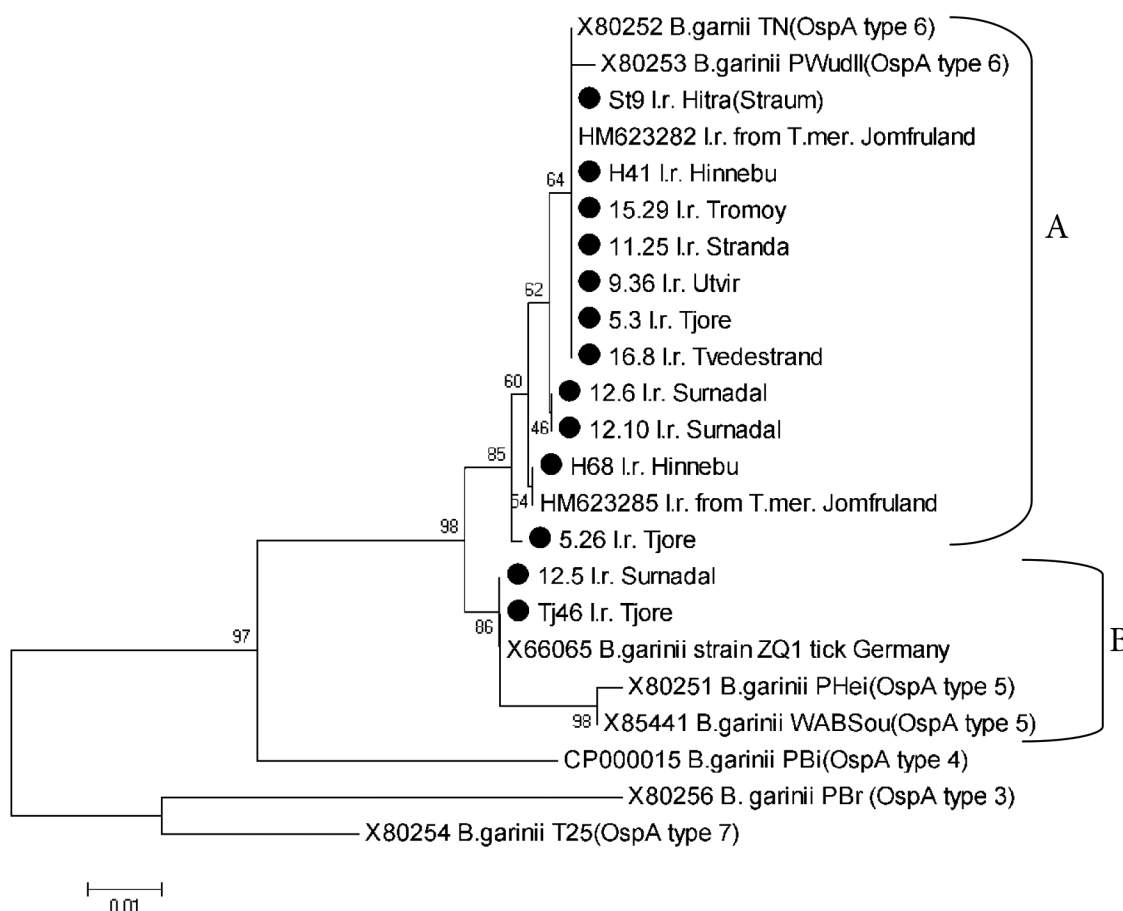 X80252 B.garnii TN(OspA type 6)
X80253 B.garinii PWudII(OspA type 6)
St9 I.r. Hitra(Straum)
HM623282 I.r. from T.mer. Jomfruland
H41 I.r. Hinnebu
64
15.29 I.r. Tromoy
A
11.25 I.r. Stranda
9.36 I.r. Utvir
62
5.3 I.r. Tjore
16.8 I.r. Tvedestrand
60
12.6 I.r. Surnadal
46
12.10 I.r. Surnadal
85
H68 I.r. Hinnebu
54
HM623285 I.r. from T.mer. Jomfruland
98
5.26 I.r. Tjore
12.5 I.r. Surnadal
Tj46 I.r. Tjore
86
B
97
X66065 B.garinii strain ZQ1 tick Germany
X80251 B.garinii PHei(OspA type 5)
98
X85441 B.garinii WABSou(OspA type 5)
CP000015 B.garinii PBi(OspA type 4)
X80256 B. garinii PBr (OspA type 3)
X80254 B.garinii T25(OspA type 7)
0.01